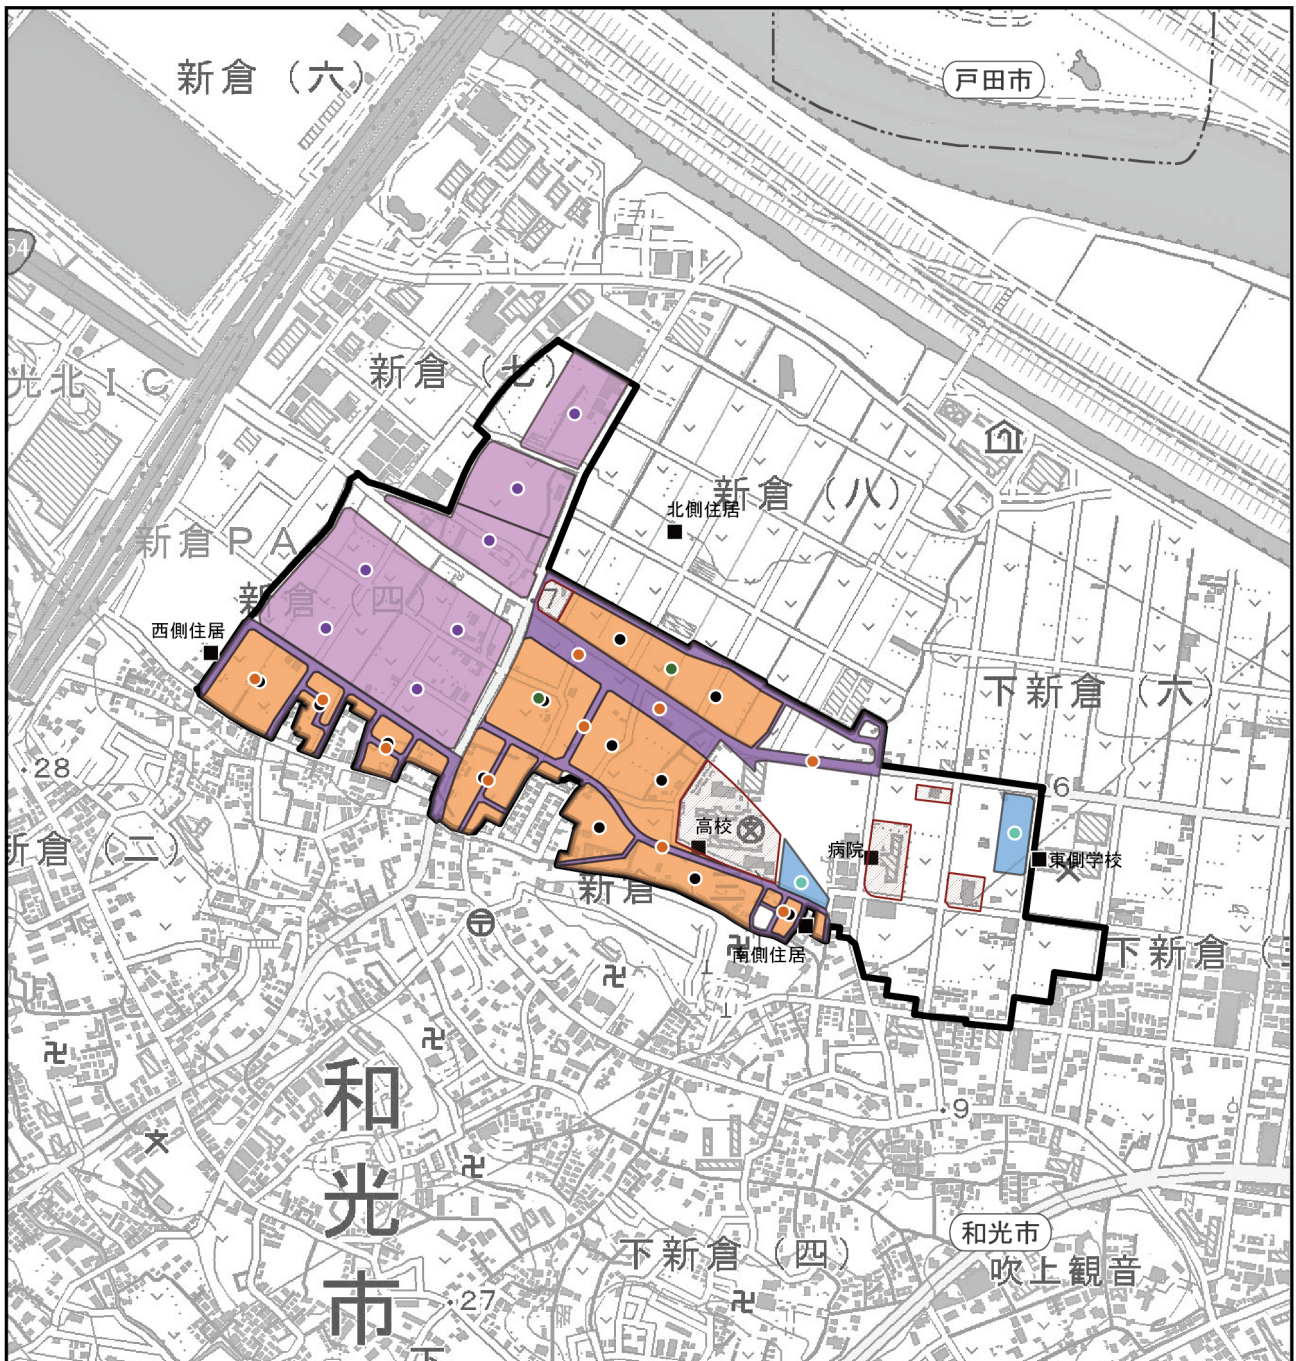 新倉（六）
戸田市
54
新倉（七）
光北ＩＣ
新倉（八）
北側住居
新倉ＰＡ
新倉（四）
西側住居
下新倉（六）
・28
6
新倉（二）
高校
病院
東側学校
新倉
南側住居
下新倉（三
和光市
・9
和光市
下新倉（四）
吹上観音
・27
下